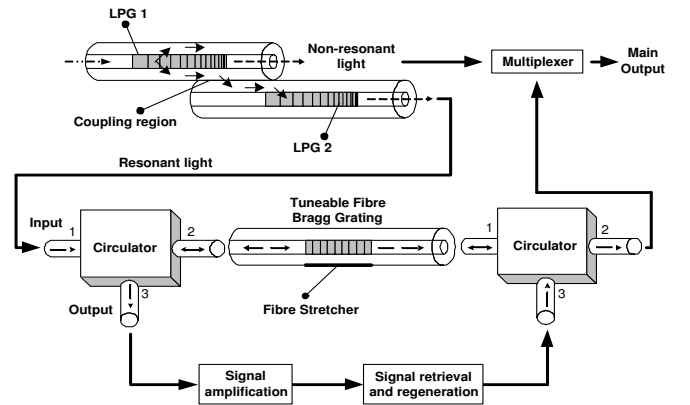 LPG 1
Non-resonant
light
Multiplexer
Main
Output
Coupling region
LPG 2
Resonant light
Tuneable Fibre
Bragg Grating
Input
1
Circulator
2
1
Circulator
2
3
Output
Fibre Stretcher
3
Signal
amplification
Signal retrieval
and regeneration